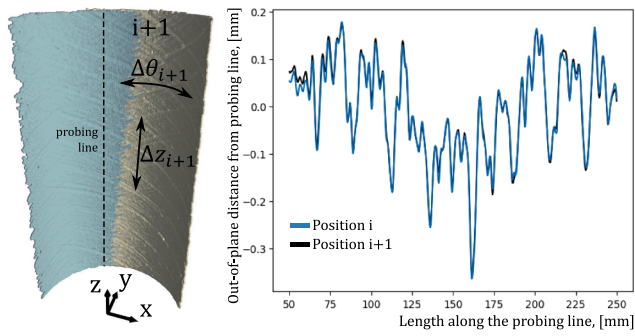 i+1
Δθi+1
probing
line
Δzi+1
z
y
x
Out-of-plane distance from probing line, [mm]
0.2
0.1
0.0
−0.1
−0.2
−0.3
Position i
Position i+1
50
75
100
125
150
175
200
225
250
Length along the probing line, [mm]